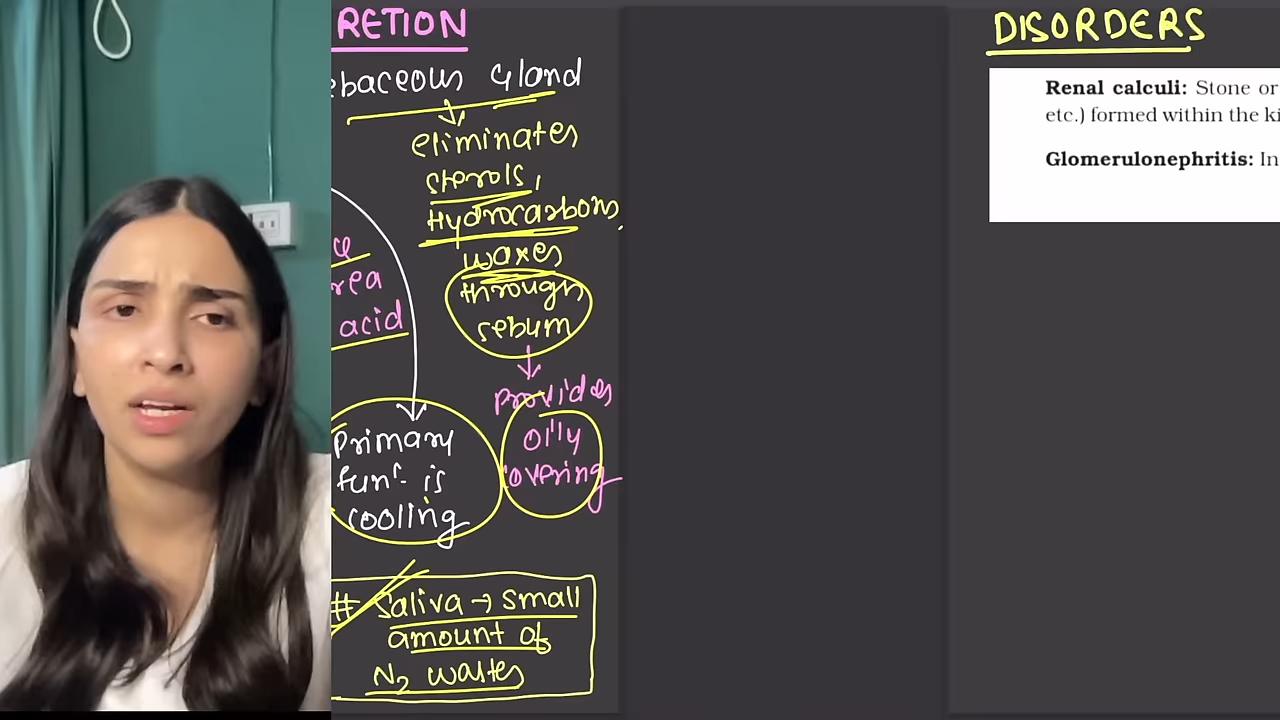 RETION
ebaceous Gland
eliminates
sterols,
Hydrocarbons,
waxes
through
sebum
provides
oily
covering
rea
acid
Primary
funⁿ. is
cooling
# Saliva → small
amount of
N2 wastes
DISORDERS
Renal calculi: Stone or
etc.) formed within the ki
Glomerulonephritis: In